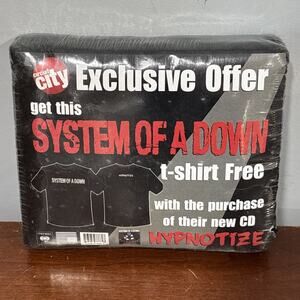 circuit
city
Exclusive Offer
get this
SYSTEM OF A DOWN
t-shirt Free
SYSTEM OF A DOWN
HYPNOTIZE
with the purchase
of their new CD
HYPNOTIZE